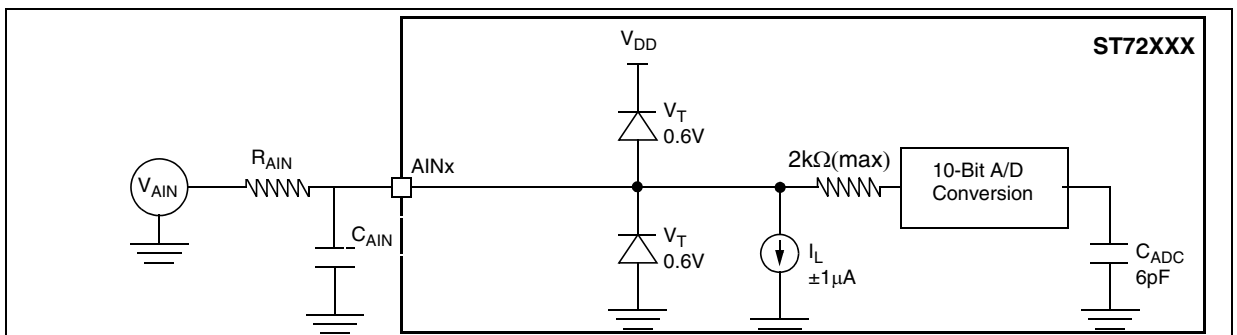 ST72XXX
V_DD
V_T
0.6V
R_AIN
AINx
2kΩ(max)
10-Bit A/D
Conversion
V_AIN
C_AIN
V_T
0.6V
I_L
±1μA
C_ADC
6pF